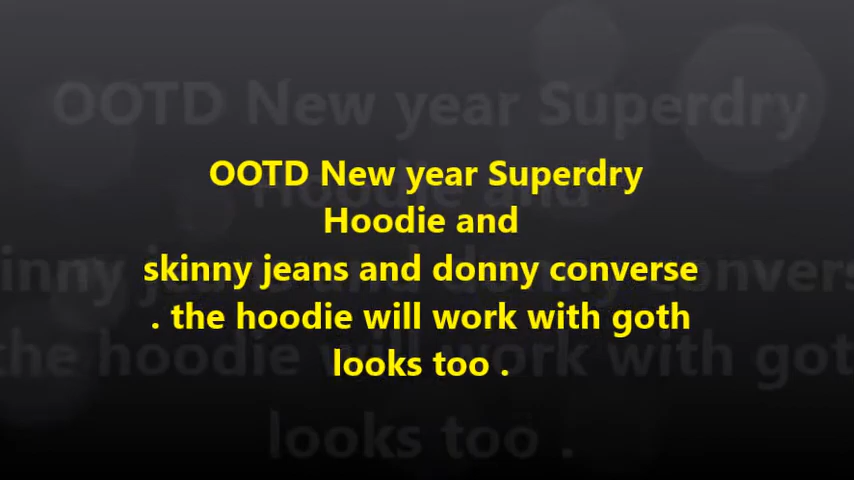 OOTD New year Superdry
Hoodie and
skinny jeans and donny converse
. the hoodie will work with goth
looks too .